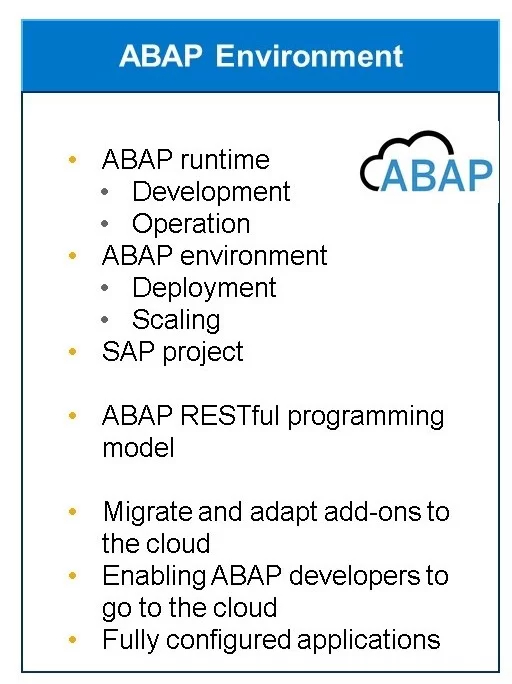 ABAP Environment
ABAP
• ABAP runtime
• Development
• Operation
• ABAP environment
• Deployment
• Scaling
• SAP project
• ABAP RESTful programming
model
• Migrate and adapt add-ons to
the cloud
• Enabling ABAP developers to
go to the cloud
• Fully configured applications